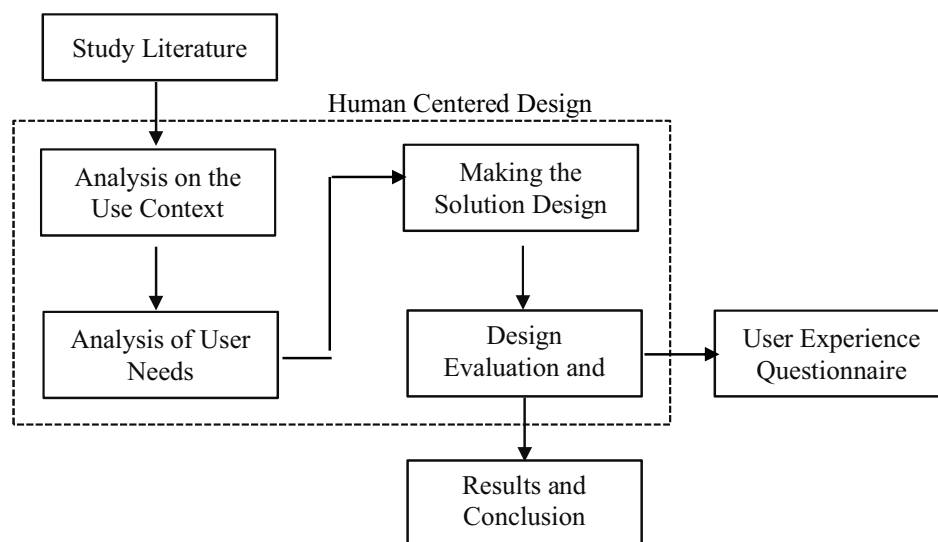 Study Literature
Human Centered Design
Analysis on the
Use Context
Analysis of User
Needs
Making the
Solution Design
Design
Evaluation and
User Experience
Questionnaire
Results and
Conclusion